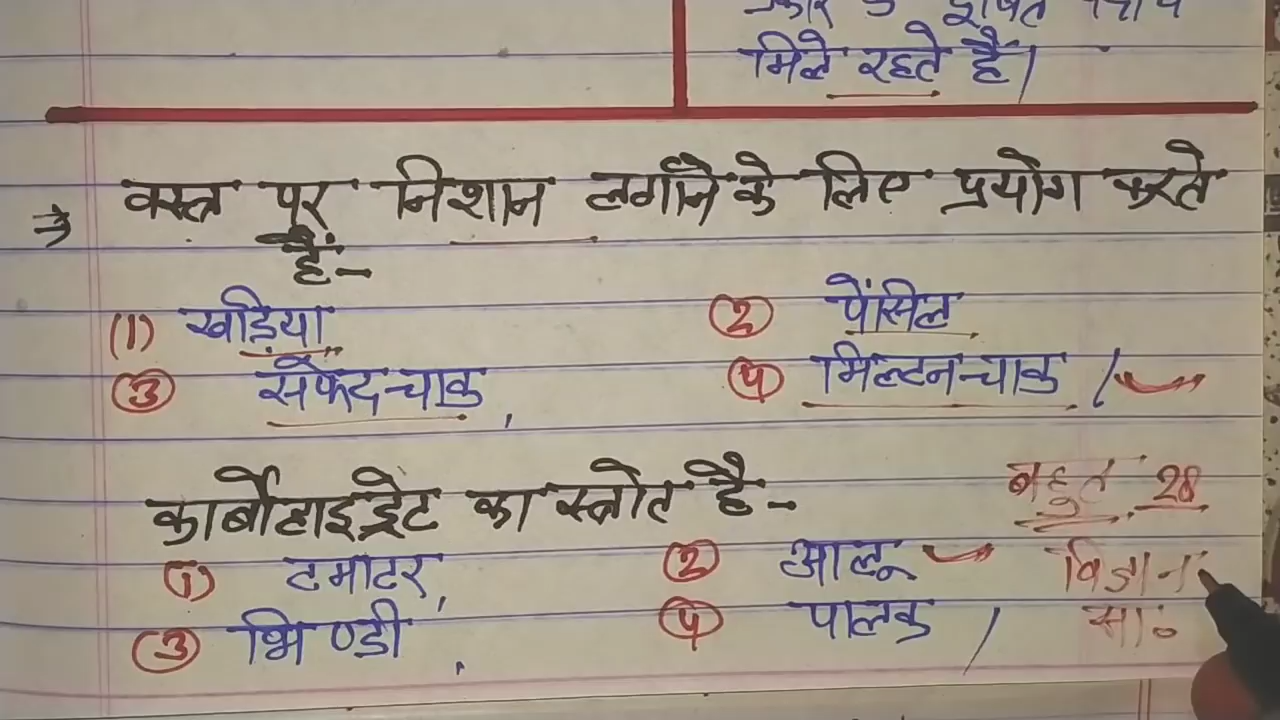 मिले रहते हैं।
⇒ वस्त्र पर निशान लगाने के लिए प्रयोग करते
हैं-
(1) खड़िया ② पेंसिल
③ सफेद चाक, ④ मिल्टन चाक /
कार्बोहाइड्रेट का स्त्रोत है- बहुत 28
① टमाटर, ② आलू विज्ञान
③ भिण्डी, ④ पालक / सा॰